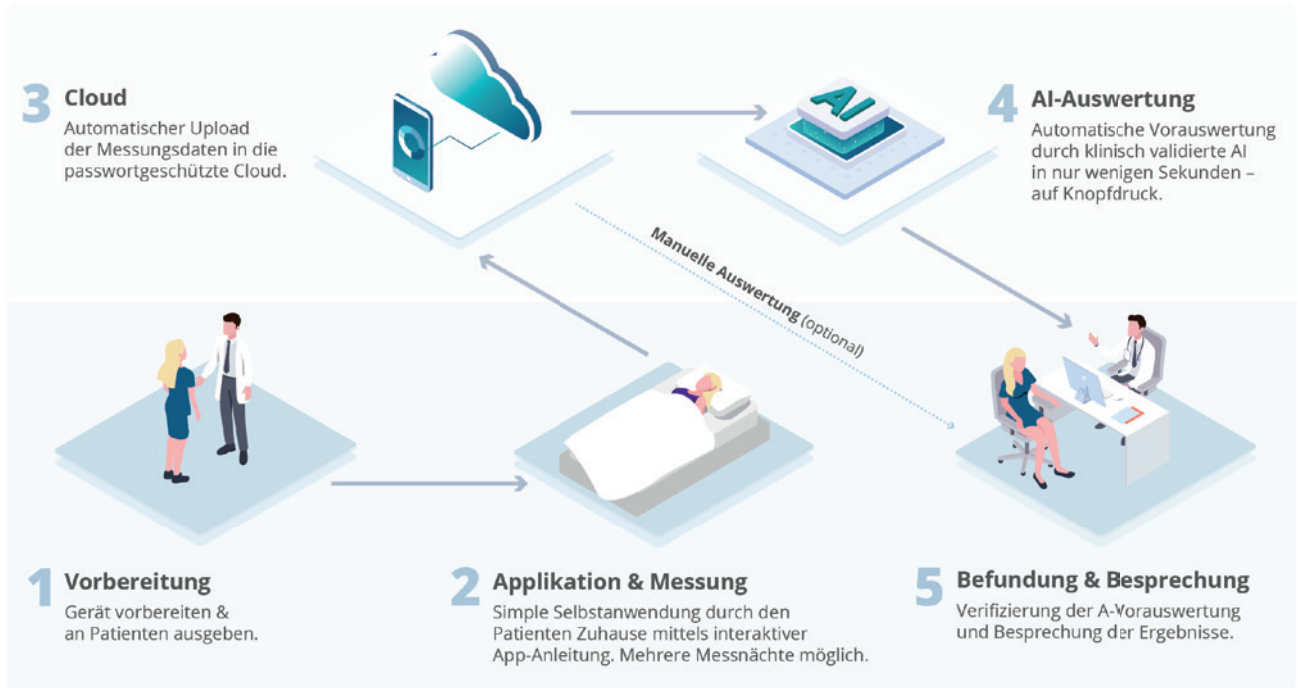 3 Cloud
Automatischer Upload
der Messungsdaten in die
passwortgeschützte Cloud.
AI
4 AI-Auswertung
Automatische Vorauswertung
durch klinisch validierte AI
in nur wenigen Sekunden –
auf Knopfdruck.
Manuelle Auswertung (optional)
1 Vorbereitung
Gerät vorbereiten &
an Patienten ausgeben.
2 Applikation & Messung
Simple Selbstanwendung durch den
Patienten Zuhause mittels interaktiver
App-Anleitung. Mehrere Messnächte möglich.
5 Befundung & Besprechung
Verifizierung der A-Vorauswertung
und Besprechung der Ergebnisse.